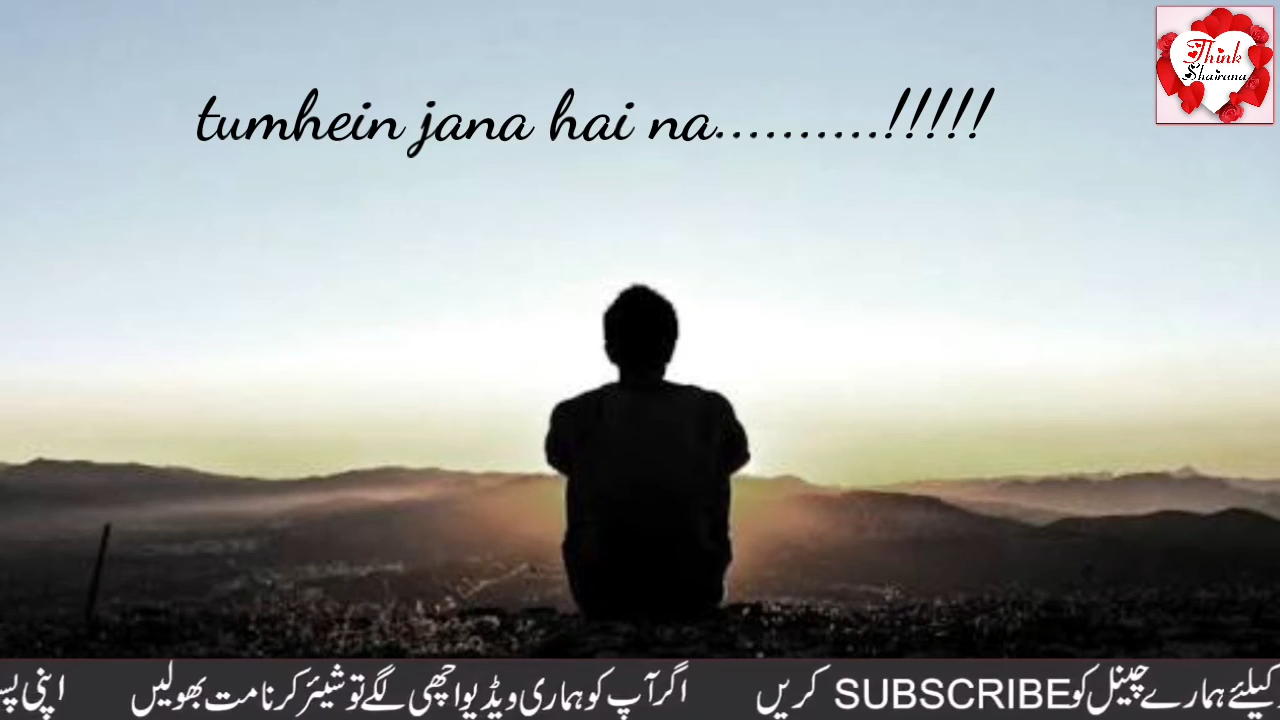 Think
Shairana
tumhein jana hai na..........!!!!!
کیلئے ہمارے چینل کو SUBSCRIBE کریں اگر آپ کو ہماری ویڈیو اچھی لگے تو شیئر کرنا مت بھولیں اپنی